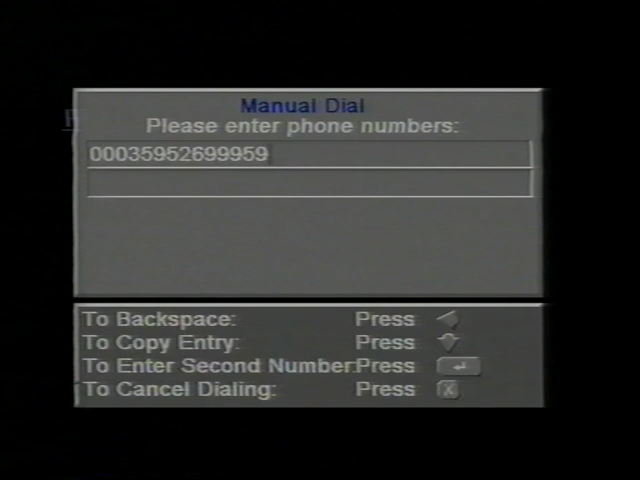 Manual Dial
Please enter phone numbers:
00035952699959
To Backspace: Press
To Copy Entry: Press
To Enter Second Number:Press
To Cancel Dialing: Press X